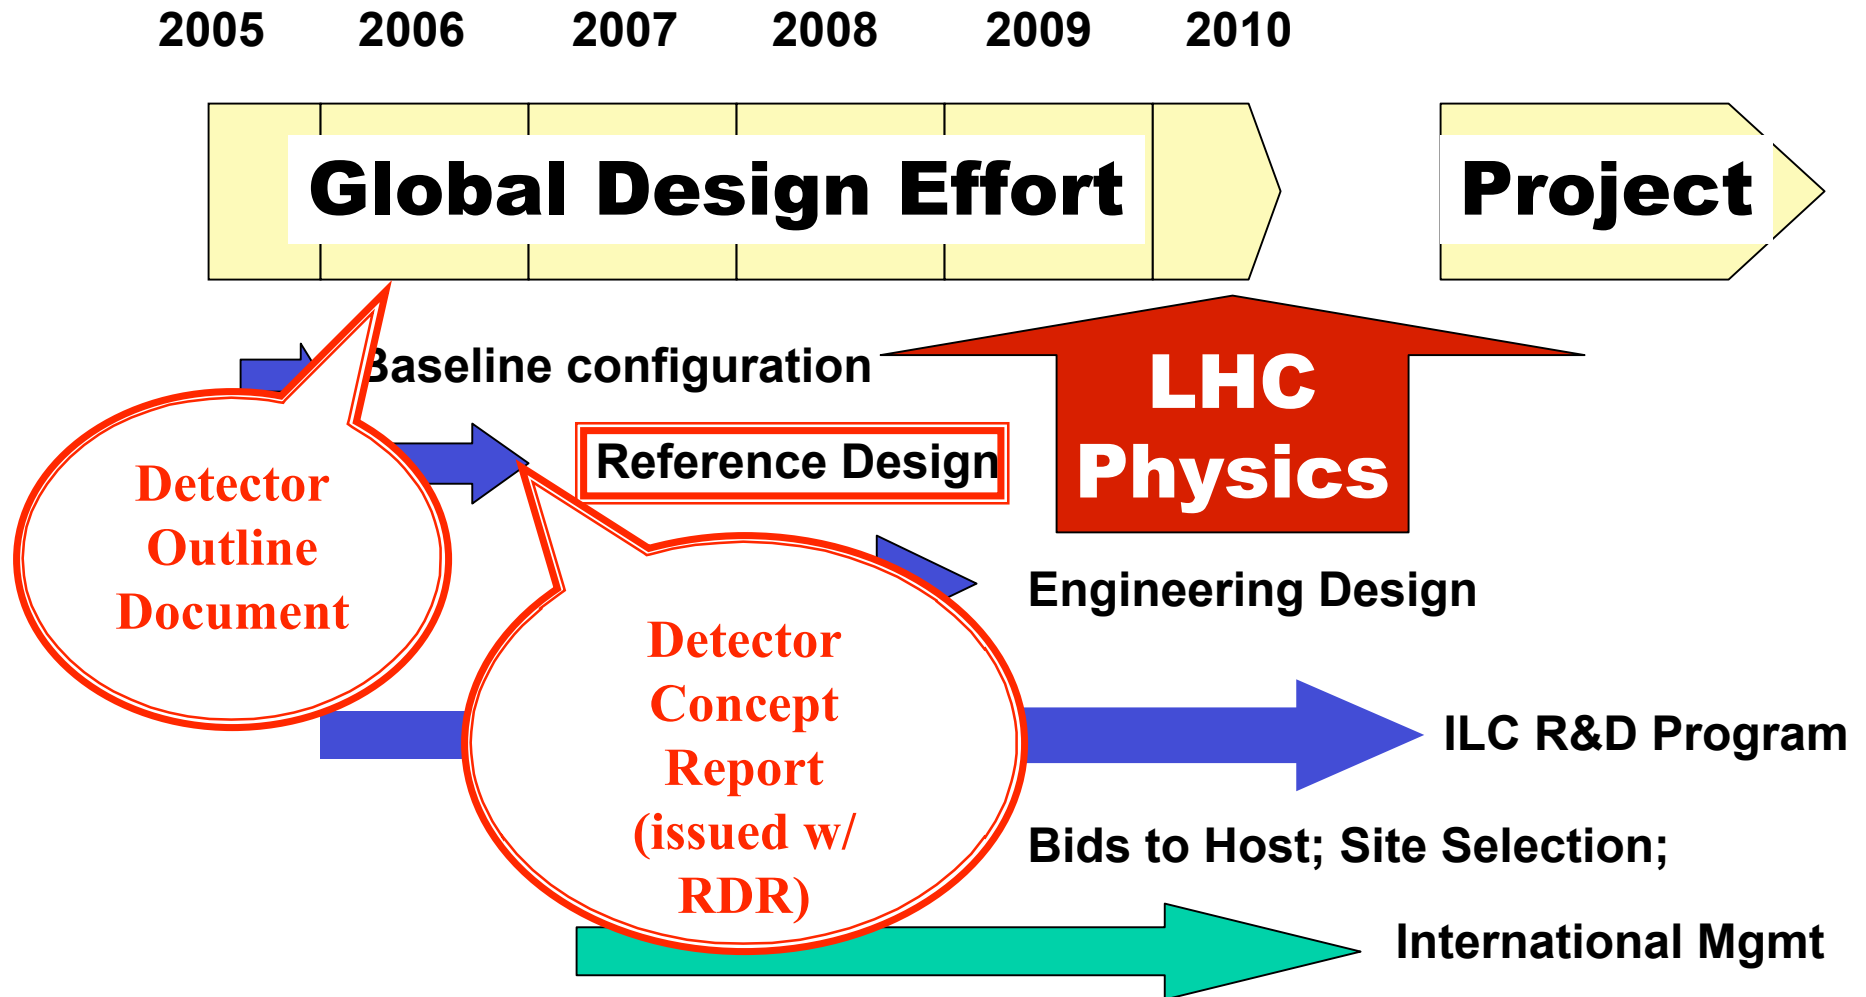 2005 2006 2007 2008 2009 2010
Global Design Effort
Project
Baseline configuration
LHC
Physics
Reference Design
Detector
Outline
Document
Engineering Design
Detector
Concept
Report
(issued w/
RDR)
ILC R&D Program
Bids to Host; Site Selection;
International Mgmt